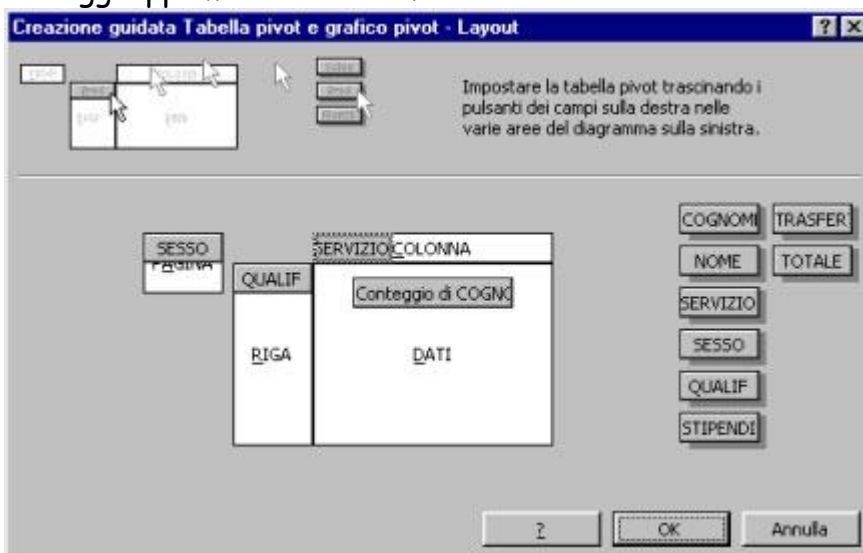 Creazione guidata Tabella pivot e grafico pivot - Layout
Impostare la tabella pivot trascinando i
pulsanti dei campi sulla destra nelle
varie aree del diagramma sulla sinistra.
SESSO
PAGINA
SERVIZIO COLONNA
QUALIF
Conteggio di COGNO
RIGA
DATI
COGNOM
TRASFER
NOME
TOTALE
SERVIZIO
SESSO
QUALIF
STIPENDI
?
OK
Annulla